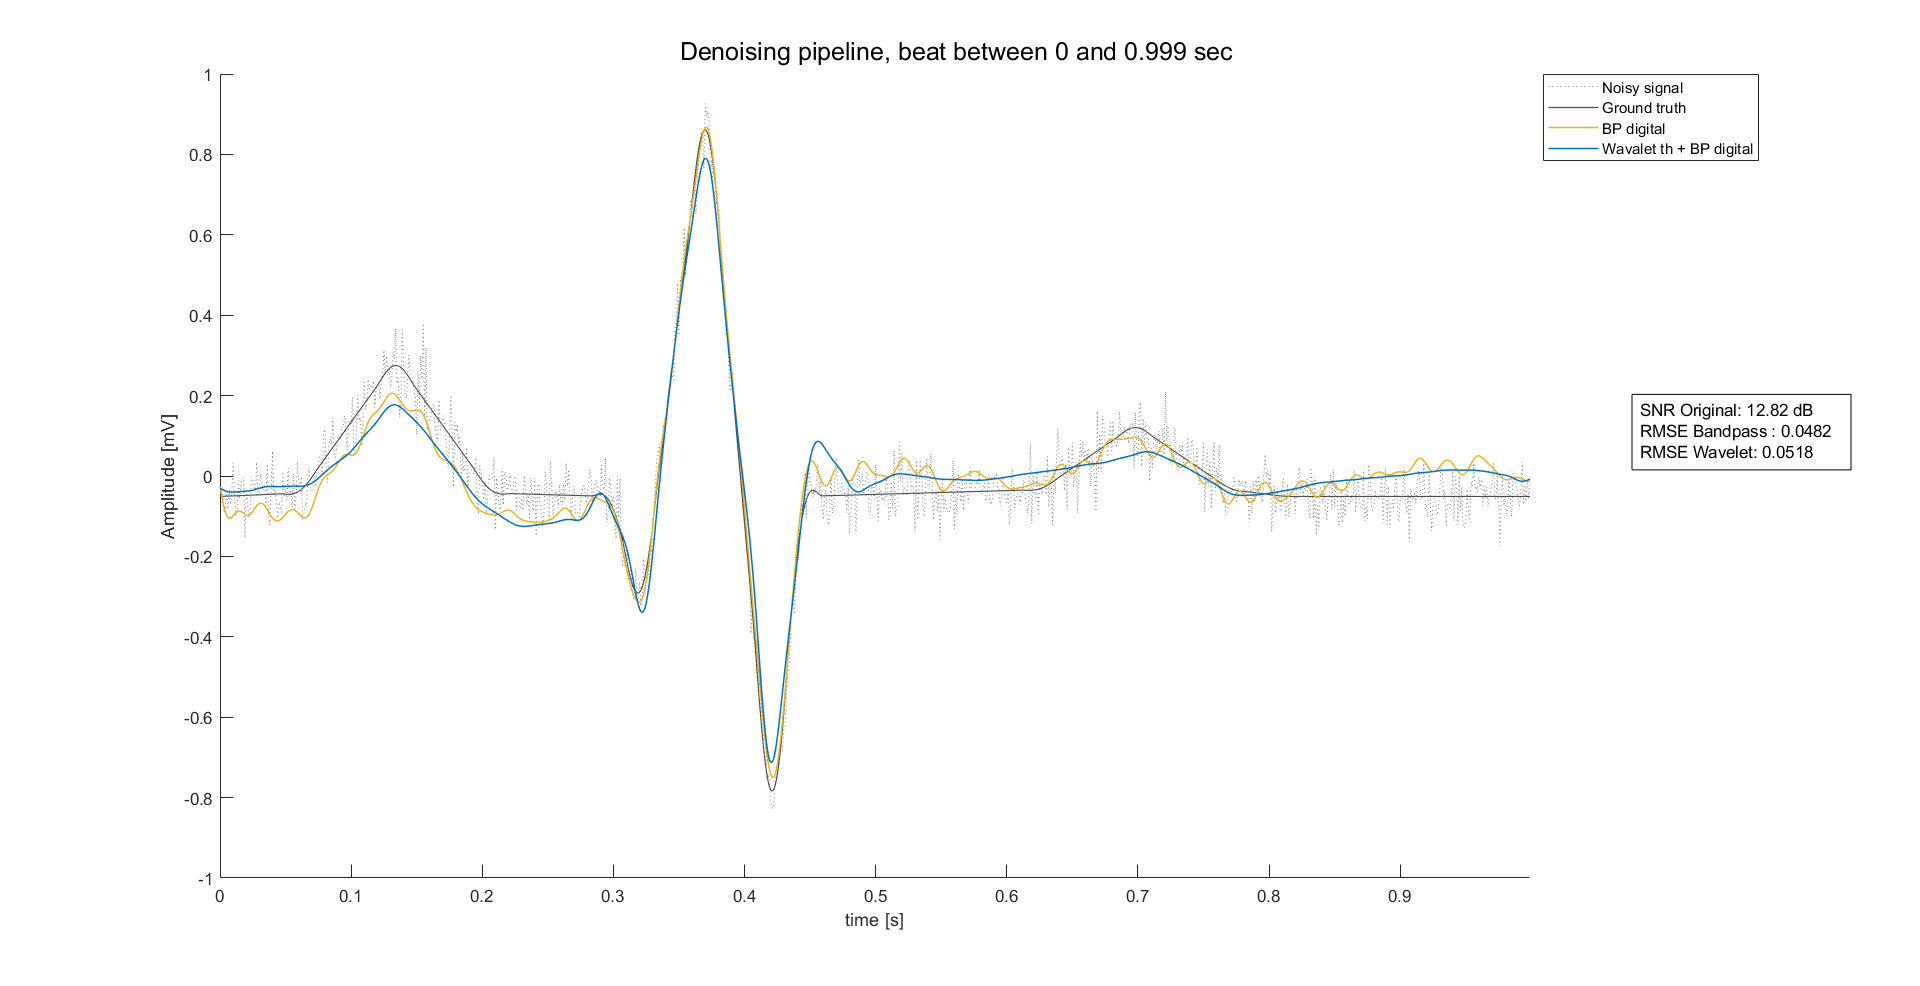 Denoising pipeline, beat between 0 and 0.999 sec
Noisy signal
Ground truth
BP digital
Wavalet th + BP digital
SNR Original: 12.82 dB
RMSE Bandpass : 0.0482
RMSE Wavelet: 0.0518
Amplitude [mV]
1
0.8
0.6
0.4
0.2
0
-0.2
-0.4
-0.6
-0.8
-1
0 0.1 0.2 0.3 0.4 0.5 0.6 0.7 0.8 0.9
time [s]